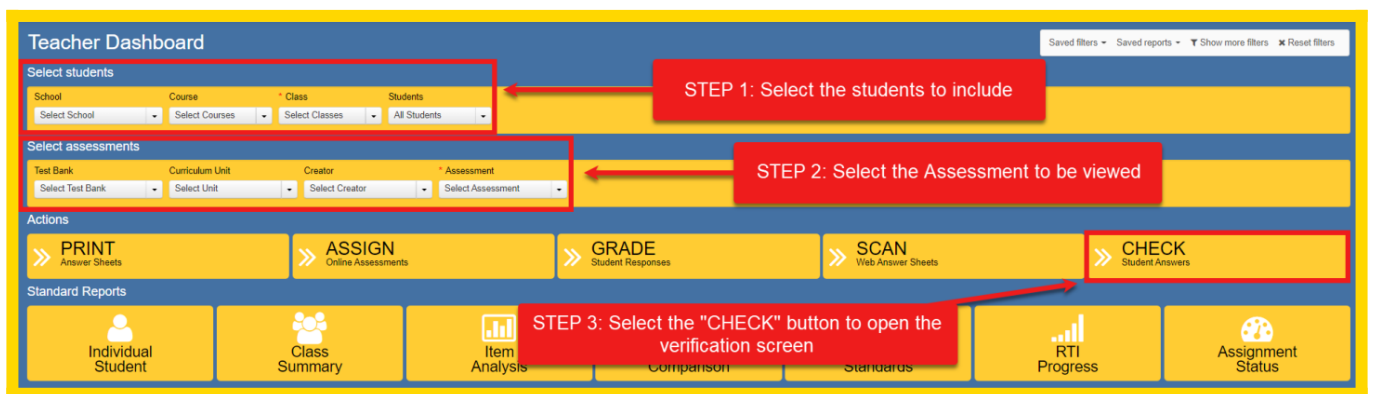 Teacher Dashboard
Saved filters Saved reports Show more filters Reset filters
Select students
STEP 1: Select the students to include
School Course * Class Students
Select School Select Courses Select Classes All Students
Select assessments
STEP 2: Select the Assessment to be viewed
Test Bank Curriculum Unit Creator * Assessment
Select Test Bank Select Unit Select Creator Select Assessment
Actions
PRINT
Answer Sheets
ASSIGN
Online Assessments
GRADE
Student Responses
SCAN
Web Answer Sheets
CHECK
Student Answers
Standard Reports
STEP 3: Select the "CHECK" button to open the
verification screen
Individual
Student
Class
Summary
Item
Analysis
Comparison
Standards
RTI
Progress
Assignment
Status